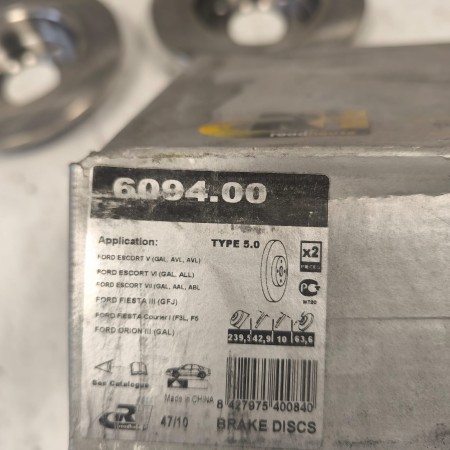 6094.00
Application: TYPE 5.0
FORD ESCORT V (GAL, AVL, AVL)
FORD ESCORT VI (GAL, ALL)
FORD ESCORT VII (GAL, AAL, ABL
FORD FIESTA III (GFJ)
FORD FIESTA-Courier I (F3L, F5
FORD ORION III (GAL)
x2
239,5 42,9 10 63,6
See Catalogue
Made in CHINA
8 427975 400840
R
47/10
BRAKE DISCS